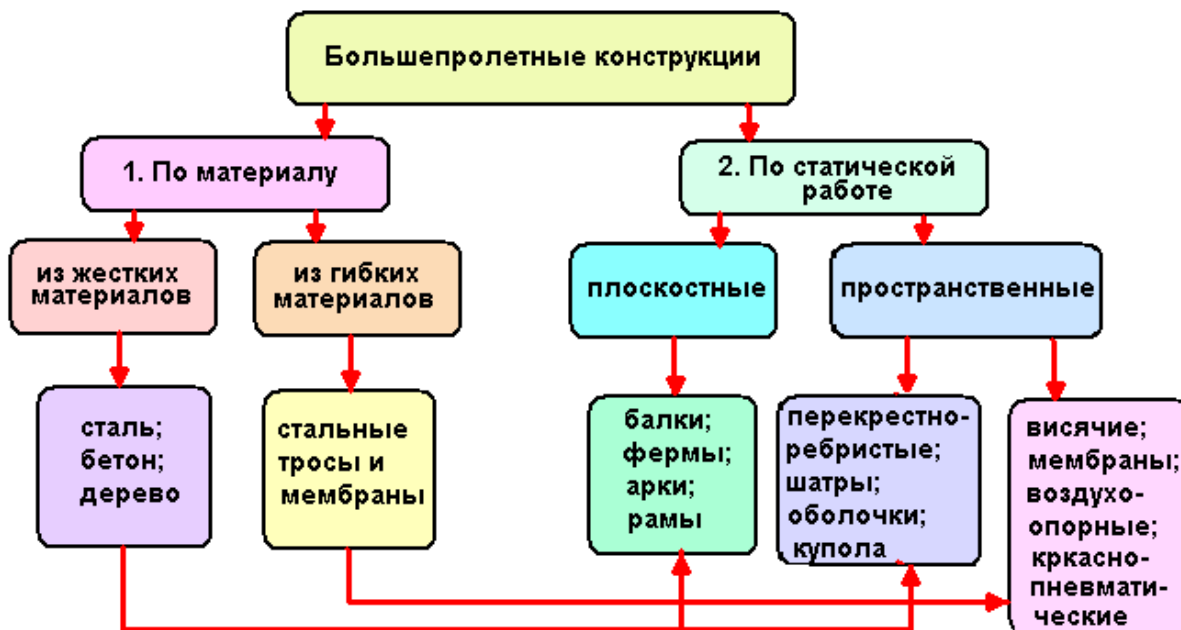 Большепролетные конструкции
1. По материалу
2. По статической
работе
из жестких
материалов
из гибких
материалов
плоскостные
пространственные
сталь;
бетон;
дерево
стальные
тросы и
мембраны
балки;
фермы;
арки;
рамы
перекрестно-
ребристые;
шатры;
оболочки;
купола
висячие;
мембраны;
воздухо-
опорные;
кркасно-
пневмати-
ческие